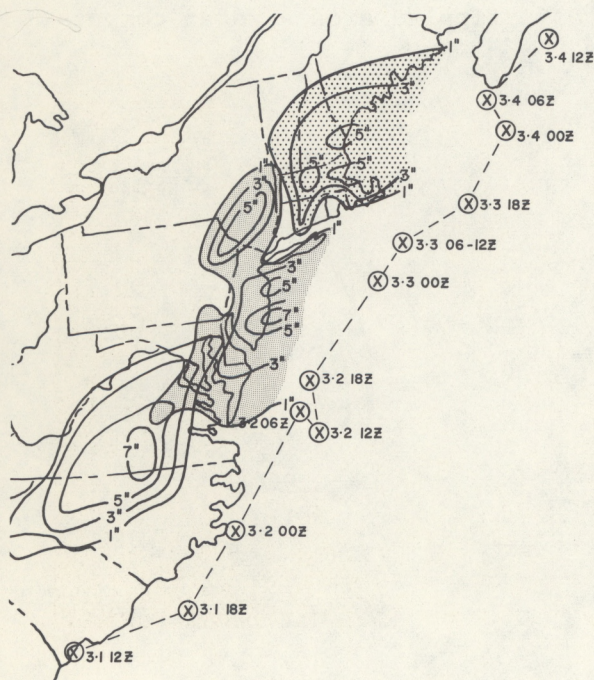 1"
3·4 12Z
3"
3·4 06Z
3·4 00Z
5"
1"
5"
5"
3"
3"
1"
3·3 18Z
5"
1"
3·3 06-12Z
3"
5"
3·3 00Z
7"
5"
3"
3·2 18Z
1"
3·206Z
3·2 12Z
7"
5"
3"
1"
3·2 00Z
3·1 18Z
3·1 12Z